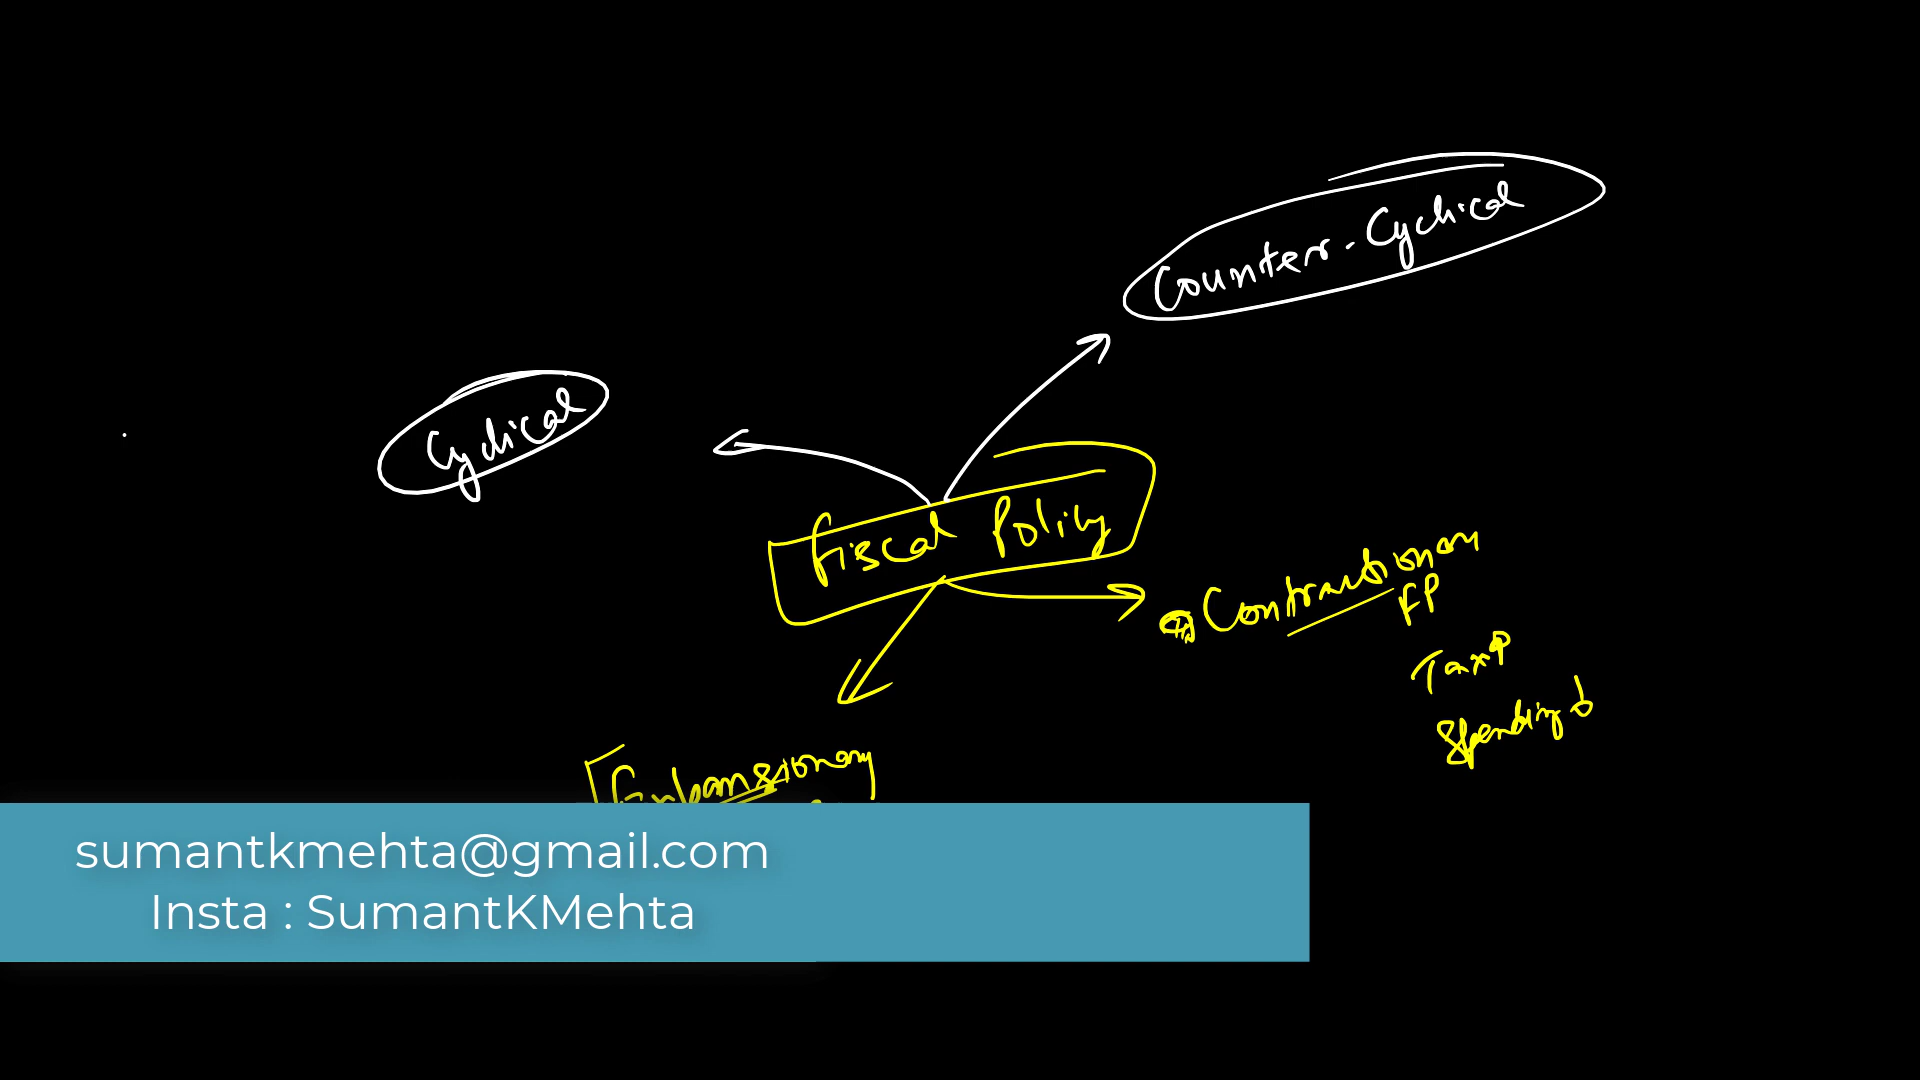 Counter-Cyclical
Cyclical
Fiscal Policy
Contractionary
FP
Tax↑
Spending↓
Expansionary
sumantkmehta@gmail.com
Insta : SumantKMehta